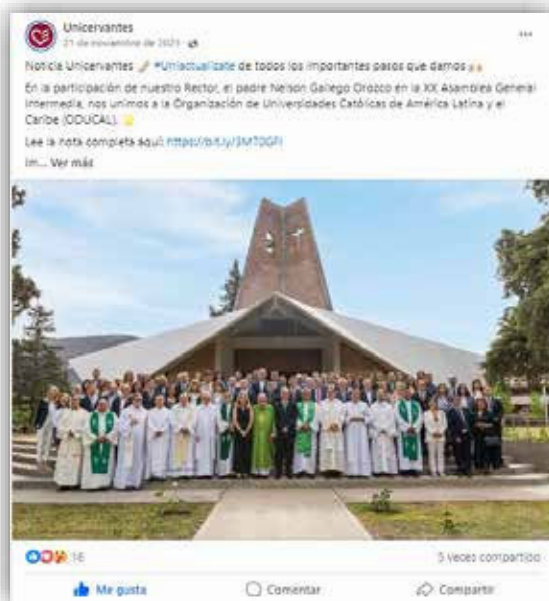 Unicervantes
21 de noviembre de 2023
Noticia Unicervantes #Uniactualízate de todos los importantes pasos que damos
En la participación de nuestro Rector, el padre Nelson Gallego Orozco en la XX Asamblea General
Intermedia, nos unimos a la Organización de Universidades Católicas de América Latina y el
Caribe (ODUCAL).
Lee la nota completa aquí:
Im... Ver más
16
5 veces compartido
Me gusta
Comentar
Compartir